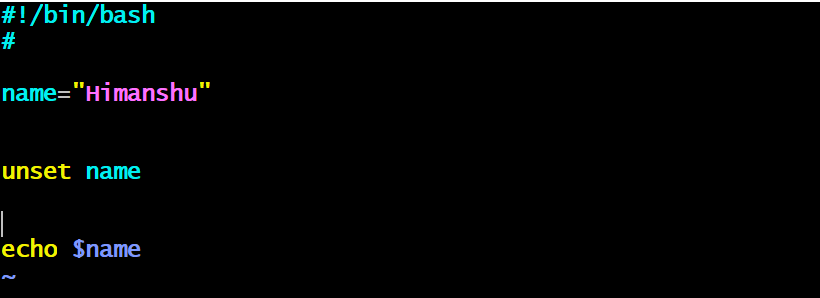 #!/bin/bash
#
name="Himanshu"
unset name
echo $name
~